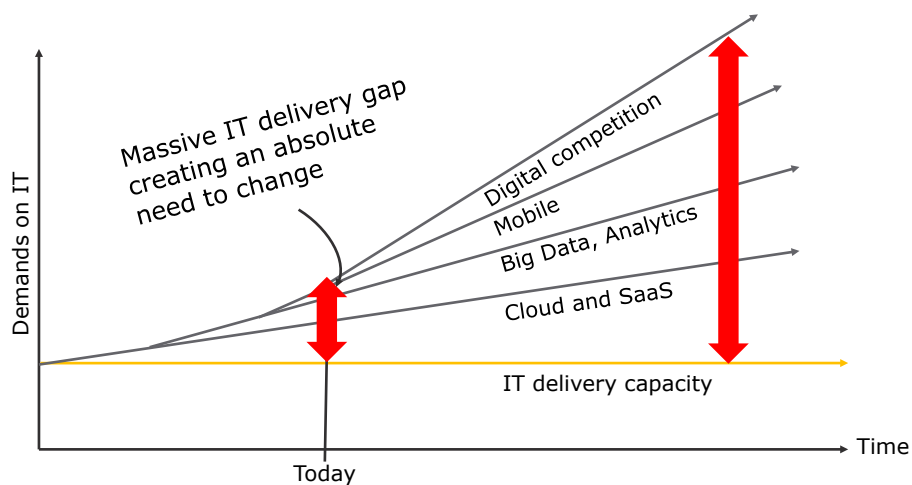 Demands on IT
Massive IT delivery gap
creating an absolute
need to change
Digital competition
Mobile
Big Data, Analytics
Cloud and SaaS
IT delivery capacity
Time
Today